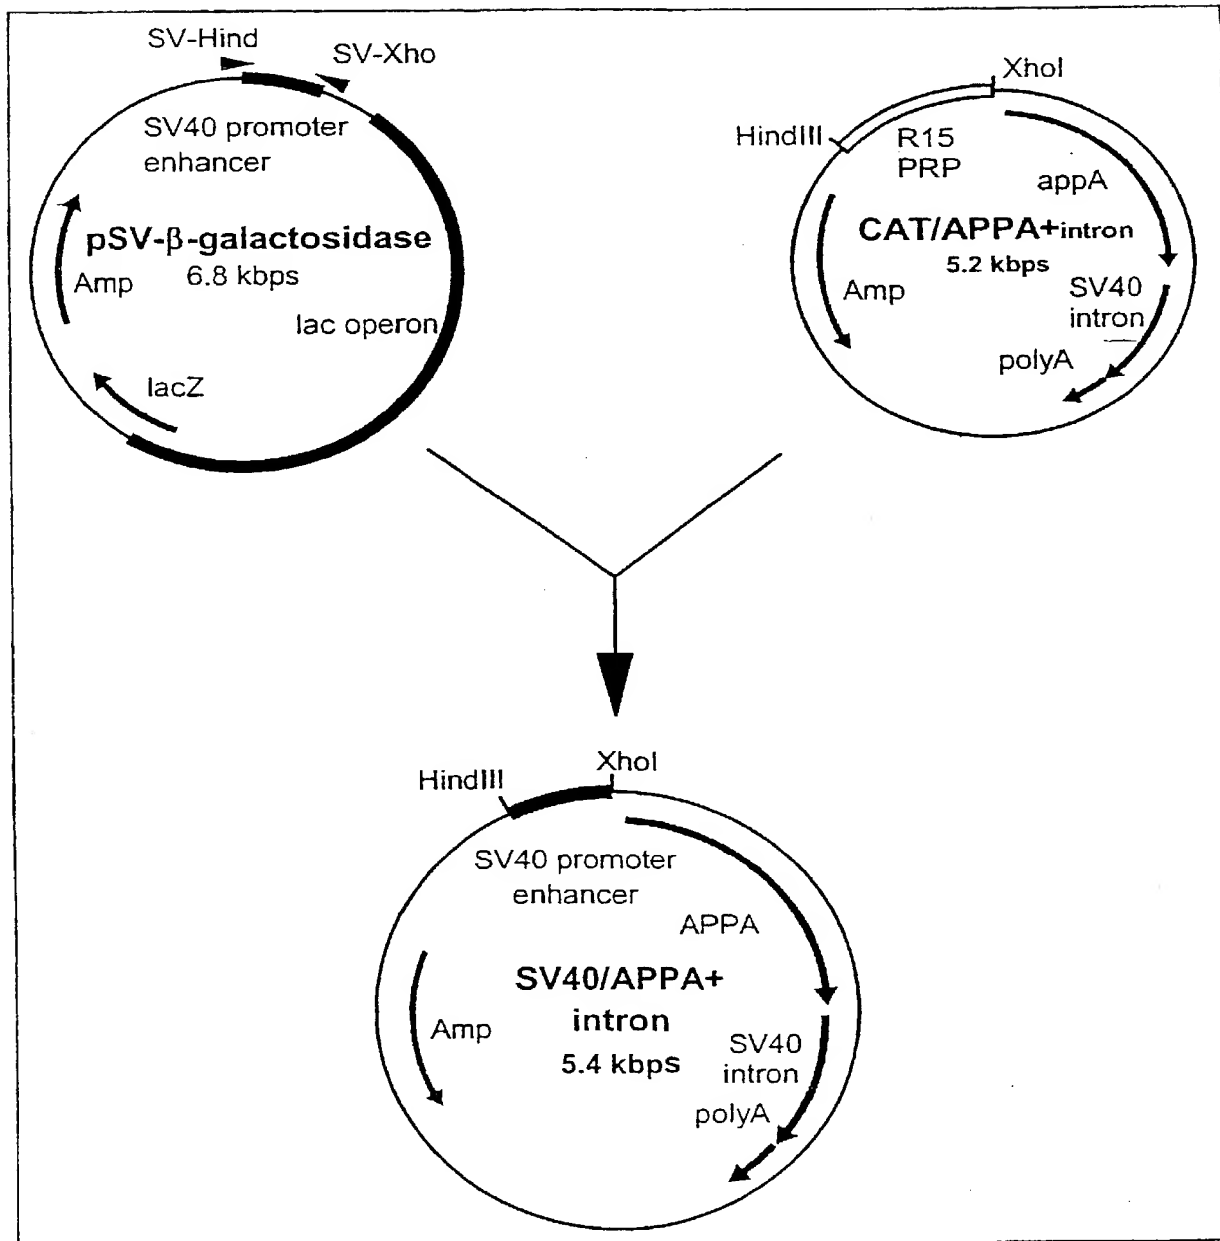 SV-Hind
SV-Xho
SV40 promoter
enhancer
pSV-β-galactosidase
6.8 kbps
Amp
lac operon
lacZ
XhoI
HindIII
R15
PRP
appA
CAT/APPA+intron
5.2 kbps
Amp
SV40
intron
polyA
XhoI
HindIII
SV40 promoter
enhancer
APPA
SV40/APPA+
intron
5.4 kbps
Amp
SV40
intron
polyA